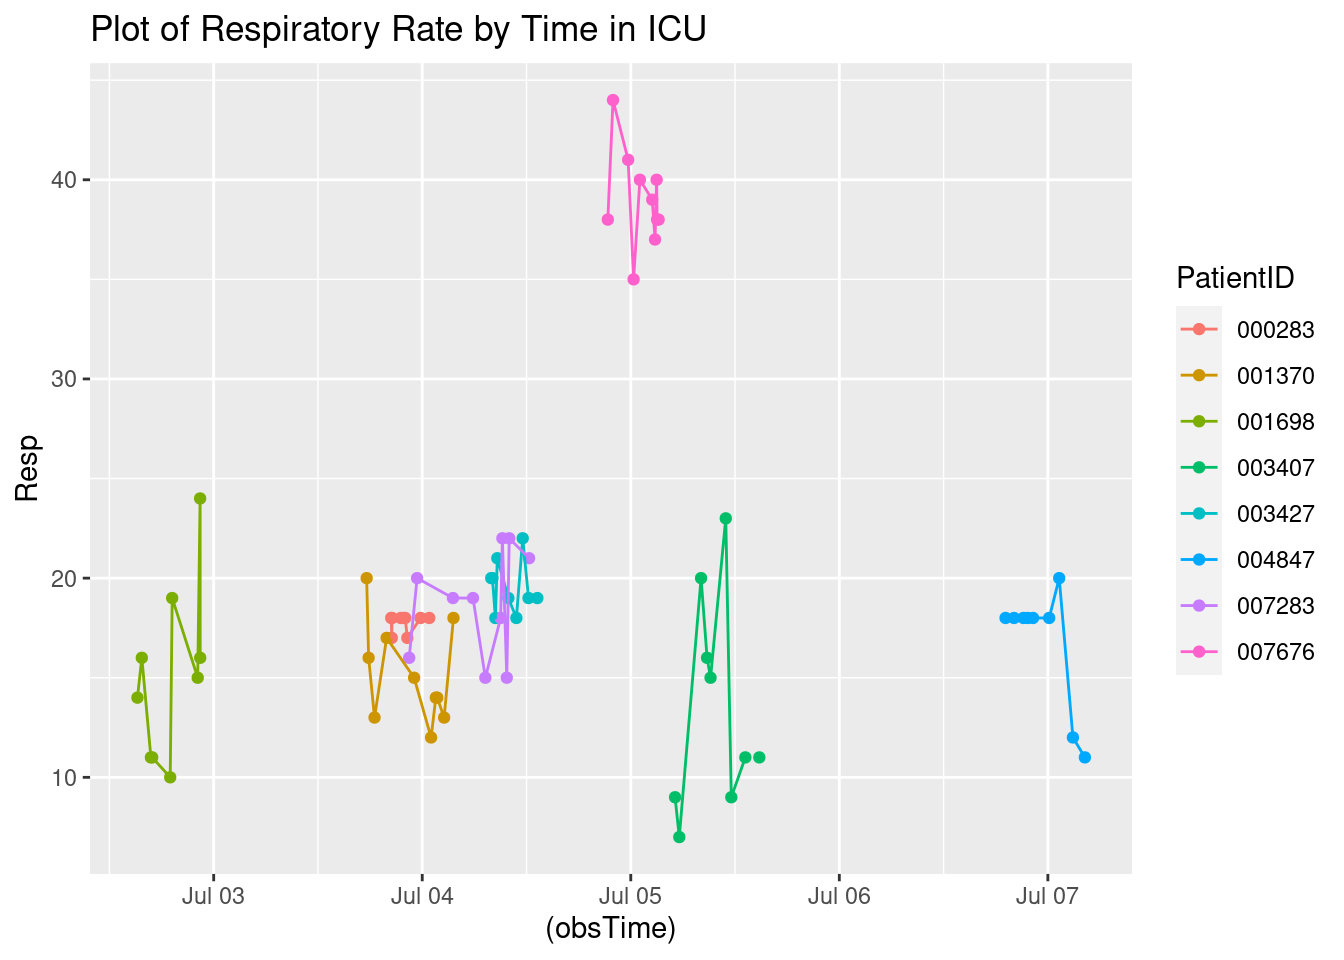 Plot of Respiratory Rate by Time in ICU
40
30
20
10
Resp
Jul 03
Jul 04
Jul 05
Jul 06
Jul 07
(obsTime)
PatientID
000283
001370
001698
003407
003427
004847
007283
007676